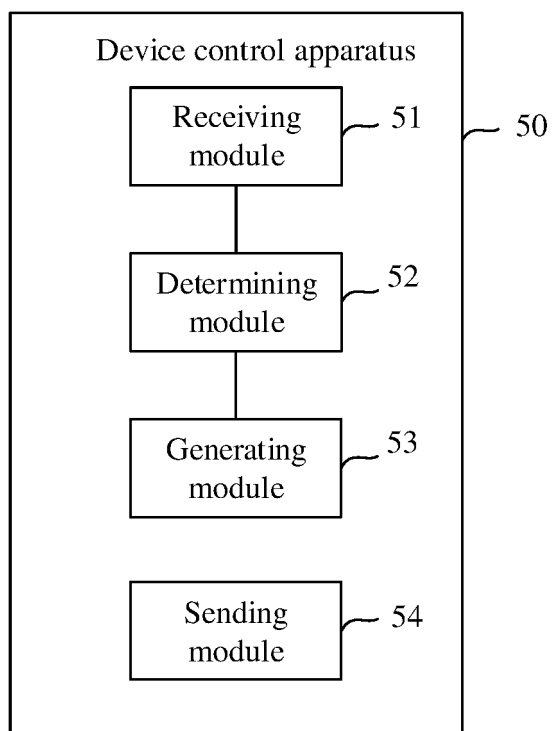 Device control apparatus
Receiving
module
51
50
Determining
module
52
Generating
module
53
Sending
module
54